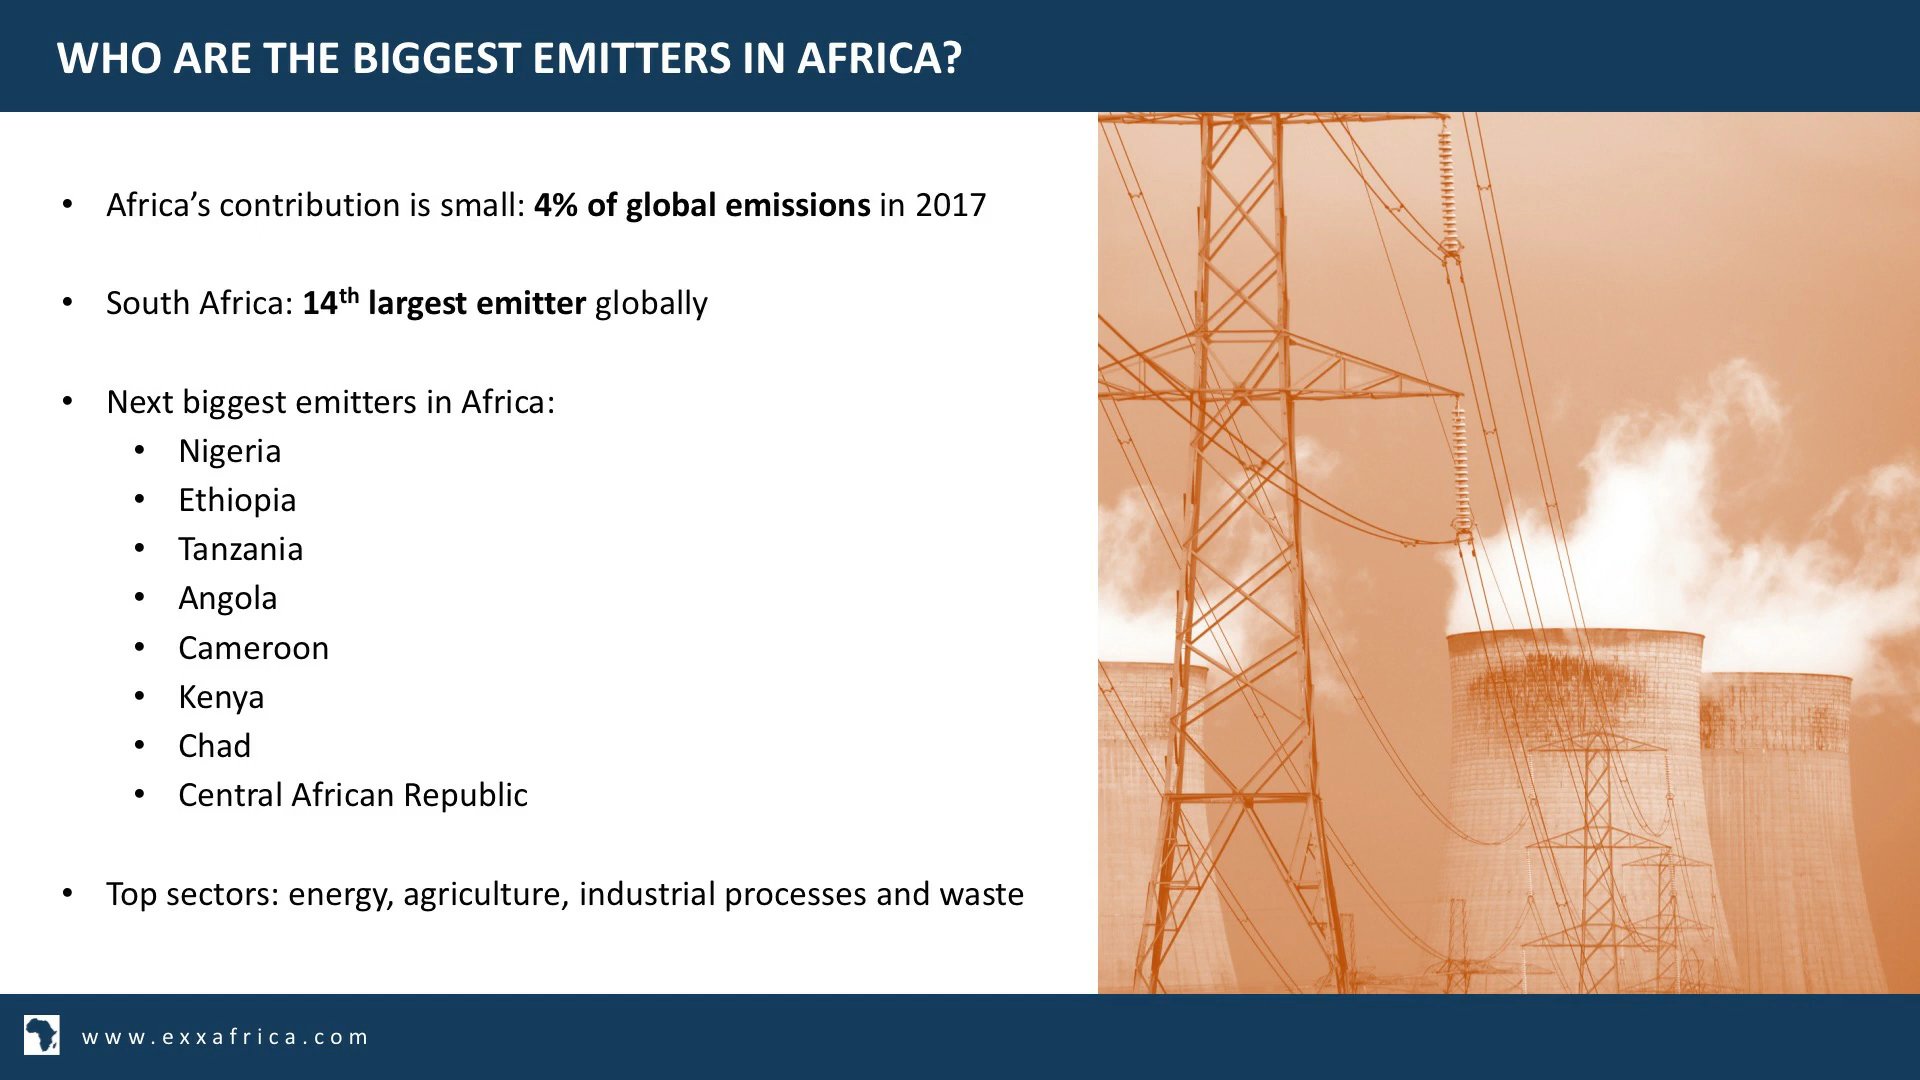 WHO ARE THE BIGGEST EMITTERS IN AFRICA?
• Africa’s contribution is small: 4% of global emissions in 2017
• South Africa: 14th largest emitter globally
• Next biggest emitters in Africa:
• Nigeria
• Ethiopia
• Tanzania
• Angola
• Cameroon
• Kenya
• Chad
• Central African Republic
• Top sectors: energy, agriculture, industrial processes and waste
www.exxafrica.com